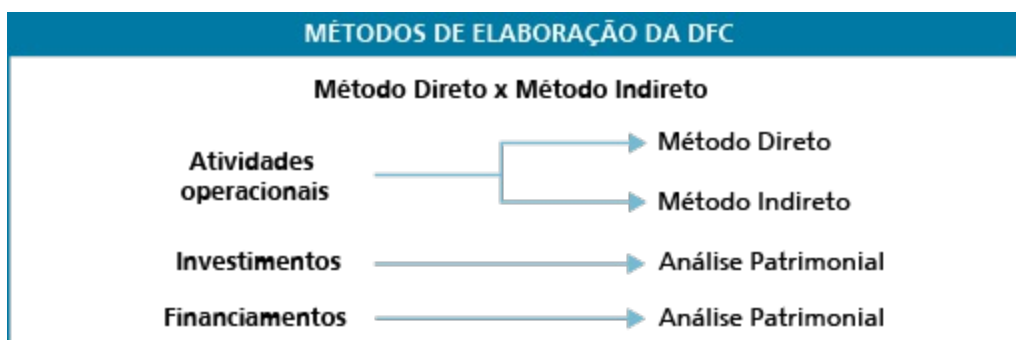 MÉTODOS DE ELABORAÇÃO DA DFC
Método Direto x Método Indireto
Atividades
operacionais
Método Direto
Método Indireto
Investimentos
Análise Patrimonial
Financiamentos
Análise Patrimonial